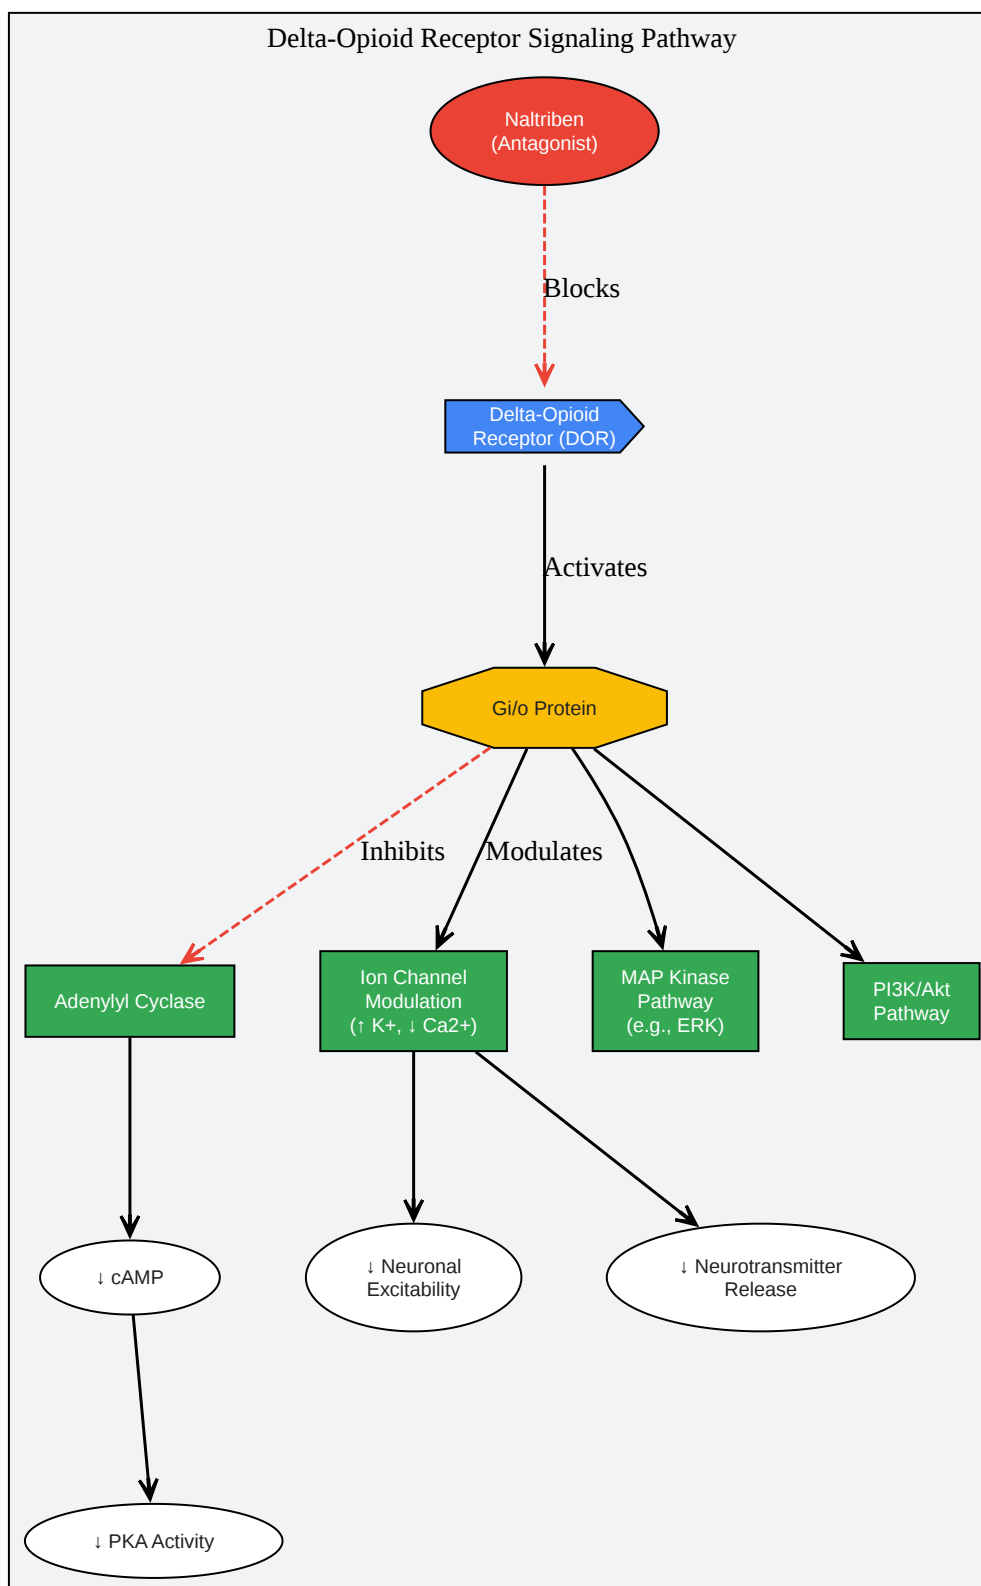 Delta-Opioid Receptor Signaling Pathway
Naltriben
(Antagonist)
Blocks
Delta-Opioid
Receptor (DOR)
Activates
Gi/o Protein
Inhibits
Modulates
Adenylyl Cyclase
Ion Channel
Modulation
(↑ K+, ↓ Ca2+)
MAP Kinase
Pathway
(e.g., ERK)
PI3K/Akt
Pathway
↓ cAMP
↓ Neuronal
Excitability
↓ Neurotransmitter
Release
↓ PKA Activity